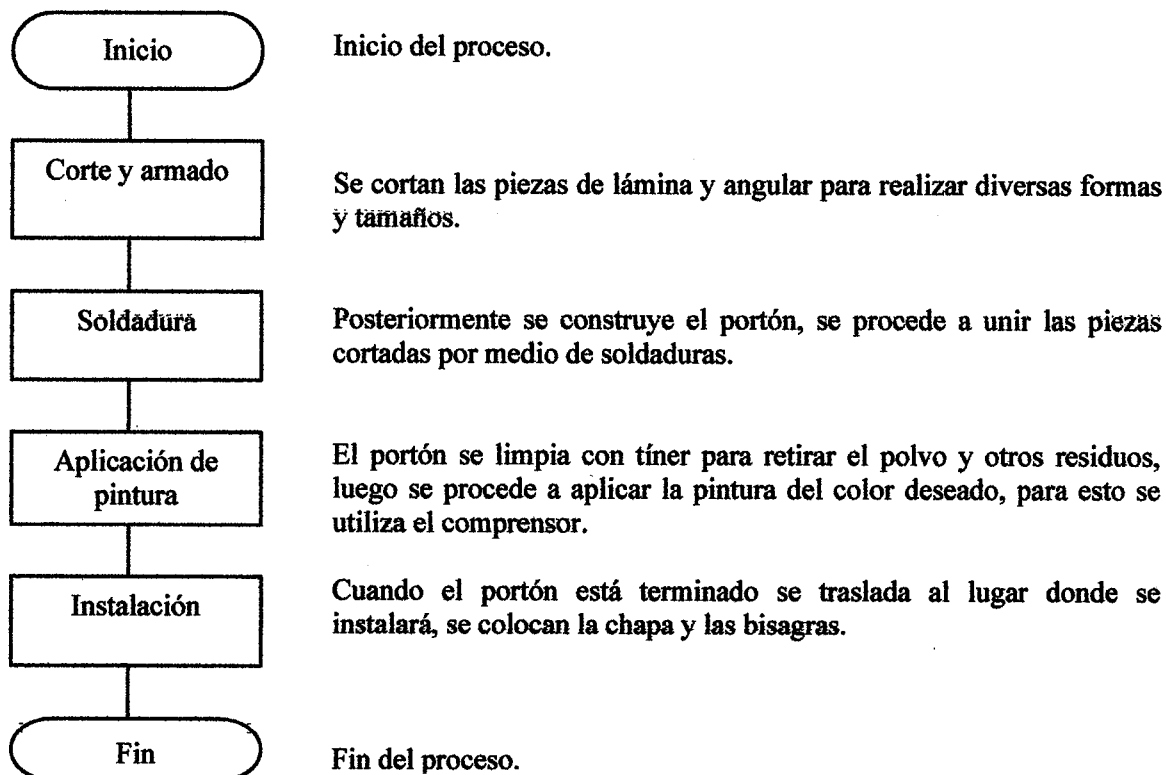 Inicio
Inicio del proceso.
Corte y armado
Se cortan las piezas de lámina y angular para realizar diversas formas
y tamaños.
Soldadura
Posteriormente se construye el portón, se procede a unir las piezas
cortadas por medio de soldaduras.
Aplicación de
pintura
El portón se limpia con tíner para retirar el polvo y otros residuos,
luego se procede a aplicar la pintura del color deseado, para esto se
utiliza el comprensor.
Instalación
Cuando el portón está terminado se traslada al lugar donde se
instalará, se colocan la chapa y las bisagras.
Fin
Fin del proceso.